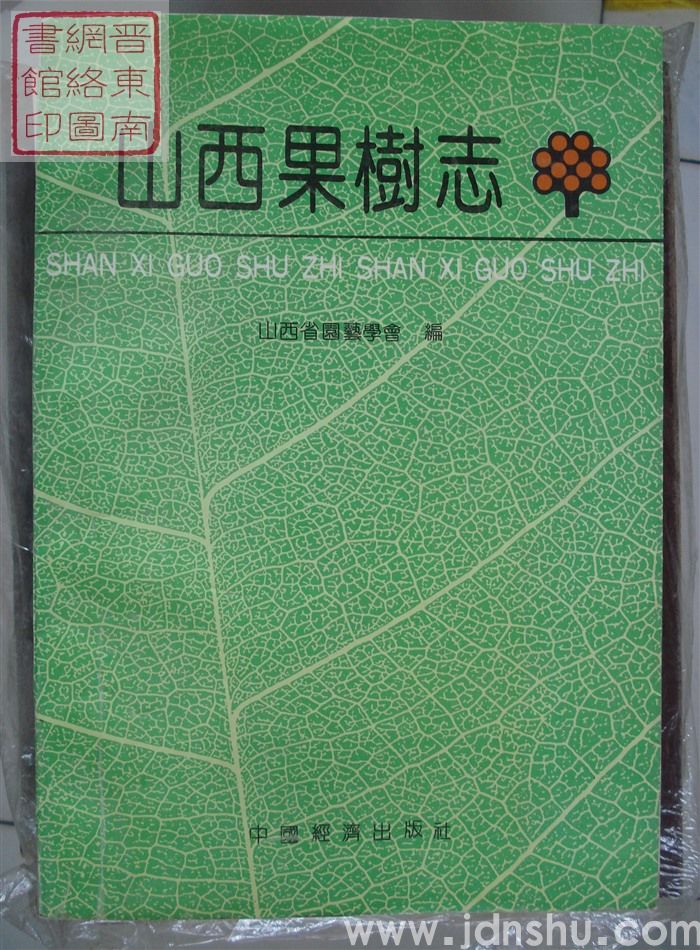 晋東南
網絡圖
書館印
山西果樹志
SHAN XI GUO SHU ZHI SHAN XI GUO SHU ZHI
山西省園藝學會 編
中國經濟出版社
www.jdnshu.com